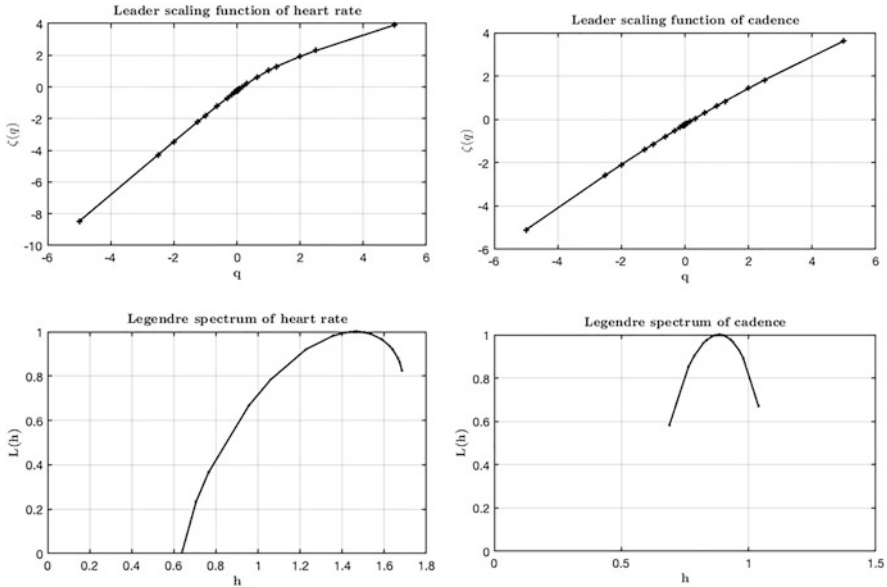 Leader scaling function of heart rate
4
2
0
-2
-4
-6
-8
-10
ζ(q)
-6 -4 -2 0 2 4 6
q
Leader scaling function of cadence
4
2
0
-2
-4
-6
ζ(q)
-6 -4 -2 0 2 4 6
q
Legendre spectrum of heart rate
1
0.8
0.6
0.4
0.2
0
L(h)
0 0.2 0.4 0.6 0.8 1 1.2 1.4 1.6 1.8
h
Legendre spectrum of cadence
1
0.8
0.6
0.4
0.2
0
L(h)
0 0.5 1 1.5
h